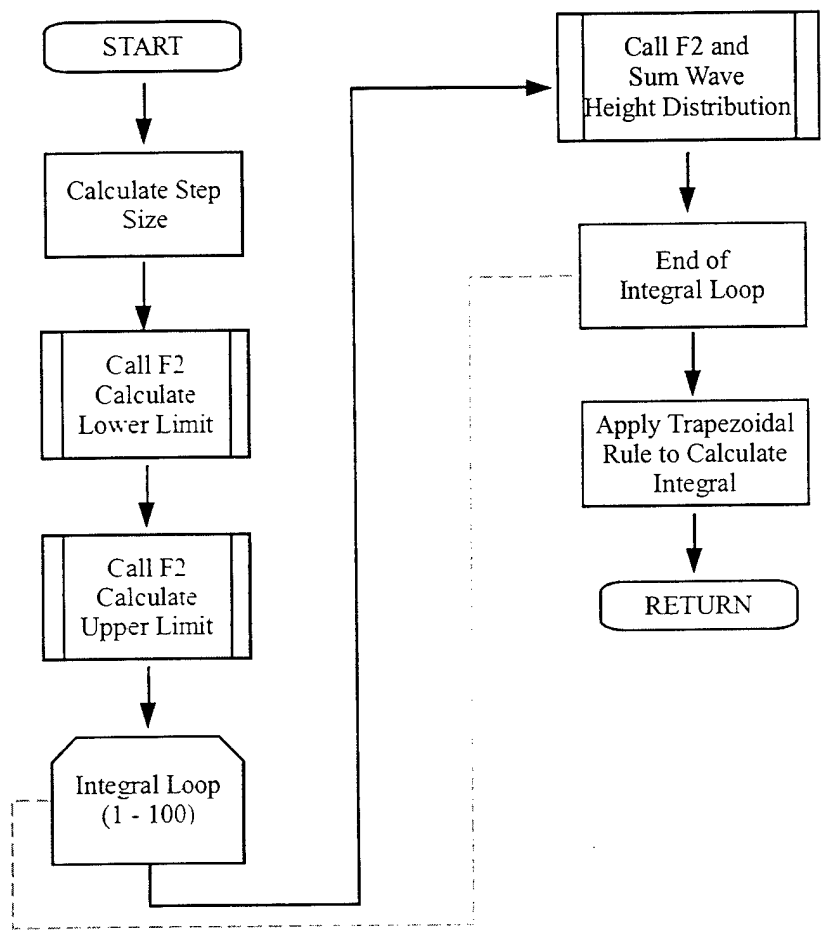 START
Calculate Step
Size
Call F2
Calculate
Lower Limit
Call F2
Calculate
Upper Limit
Integral Loop
(1 - 100)
Call F2 and
Sum Wave
Height Distribution
End of
Integral Loop
Apply Trapezoidal
Rule to Calculate
Integral
RETURN